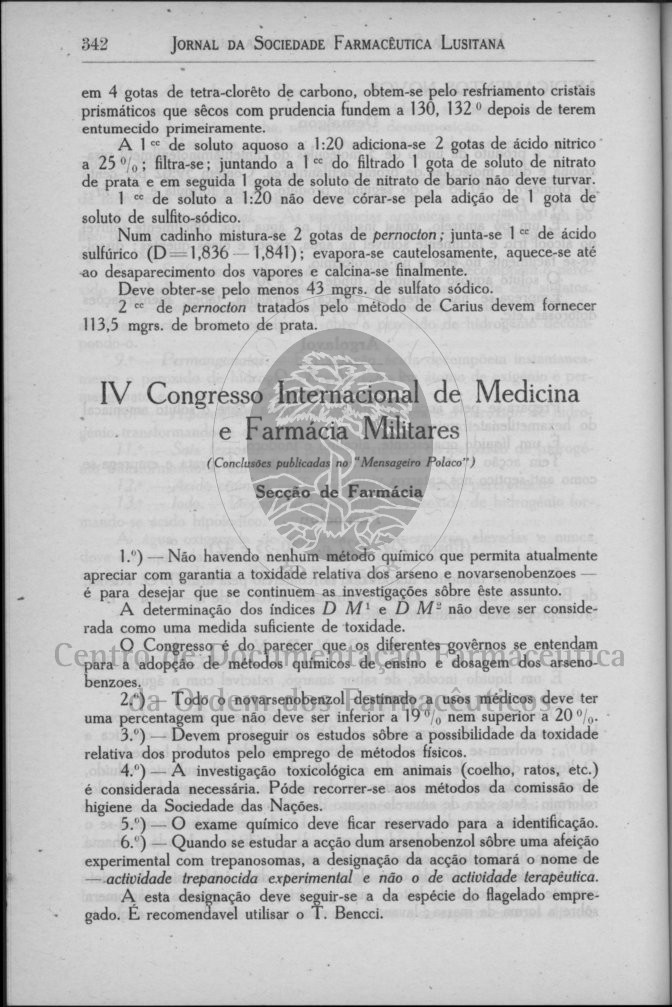 342 JORNAL DA SOCIEDADE FARMACÊUTICA LUSITANA
em 4 gotas de tetra-clorêto de carbono, obtem-se pelo resfriamento cristais
prismáticos que sêcos com prudencia fundem a 130, 132 º depois de terem
entumecido primeiramente.
A 1 cc de soluto aquoso a 1:20 adiciona-se 2 gotas de ácido nitrico
a 25 º/o; filtra-se; juntando a 1 cc do filtrado 1 gota de soluto de nitrato
de prata e em seguida 1 gota de soluto de nitrato de bario não deve turvar.
1 cc de soluto a 1:20 não deve córar-se pela adição de 1 gota de
soluto de sulfito-sódico.
Num cadinho mistura-se 2 gotas de pernocton; junta-se 1 cc de ácido
sulfúrico (D = 1,836 — 1,841); evapora-se cautelosamente, aquece-se até
ao desaparecimento dos vapores e calcina-se finalmente.
Deve obter-se pelo menos 43 mgrs. de sulfato sódico.
2 cc de pernocton tratados pelo método de Carius devem fornecer
113,5 mgrs. de brometo de prata.
IV Congresso Internacional de Medicina
e Farmácia Militares
(Conclusões publicadas no "Mensageiro Polaco")
Secção de Farmácia
1.º) — Não havendo nenhum método químico que permita atualmente
apreciar com garantia a toxidade relativa dos arseno e novarsenobenzoes —
é para desejar que se continuem as investigações sôbre êste assunto.
A determinação dos índices D M¹ e D M² não deve ser conside-
rada como uma medida suficiente de toxidade.
O Congresso é do parecer que os diferentes govêrnos se entendam
para a adopção de métodos químicos de ensino e dosagem dos arseno-
benzoes.
2.º) — Todo o novarsenobenzol destinado a usos médicos deve ter
uma percentagem que não deve ser inferior a 19 º/o nem superior a 20 º/o.
3.º) — Devem proseguir os estudos sôbre a possibilidade da toxidade
relativa dos produtos pelo emprego de métodos físicos.
4.º) — A investigação toxicológica em animais (coelho, ratos, etc.)
é considerada necessária. Póde recorrer-se aos métodos da comissão de
higiene da Sociedade das Nações.
5.º) — O exame químico deve ficar reservado para a identificação.
6.º) — Quando se estudar a acção dum arsenobenzol sôbre uma afeição
experimental com trepanosomas, a designação da acção tomará o nome de
— actividade trepanocida experimental e não o de actividade terapêutica.
A esta designação deve seguir-se a da espécie do flagelado empre-
gado. É recomendavel utilisar o T. Bencci.
Centro de Documentação Farmacêutica
da Ordem dos Farmacêuticos